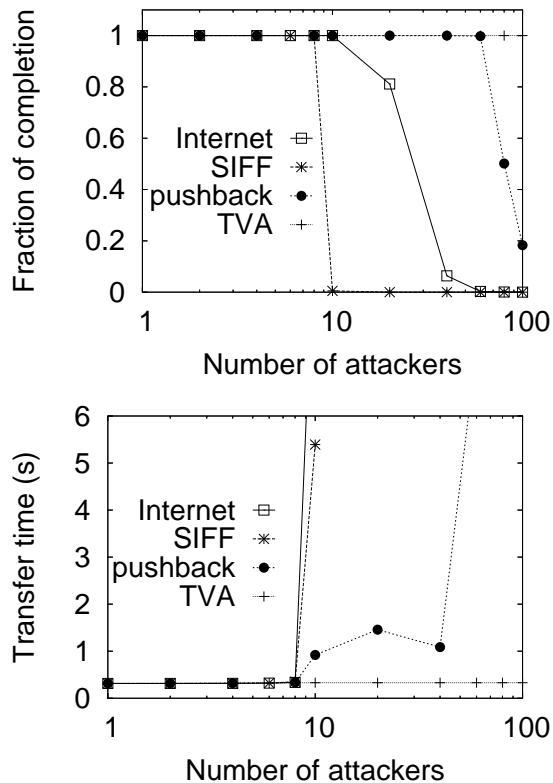 1
0.8
0.6
0.4
0.2
0
Fraction of completion
Internet
SIFF
pushback
TVA
1 10 100
Number of attackers
6
5
4
3
2
1
0
Transfer time (s)
Internet
SIFF
pushback
TVA
1 10 100
Number of attackers